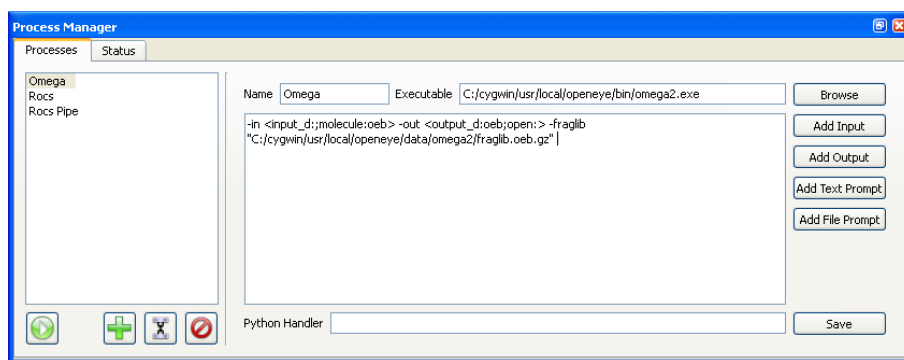 Process Manager
Processes
Status
Omega
Rocs
Rocs Pipe
Name
Omega
Executable
C:/cygwin/usr/local/openeye/bin/omega2.exe
Browse
-in <input_d:;molecule:oeb> -out <output_d:oeb;open:> -fraglib
"C:/cygwin/usr/local/openeye/data/omega2/fraglib.oeb.gz"
Add Input
Add Output
Add Text Prompt
Add File Prompt
Python Handler
Save